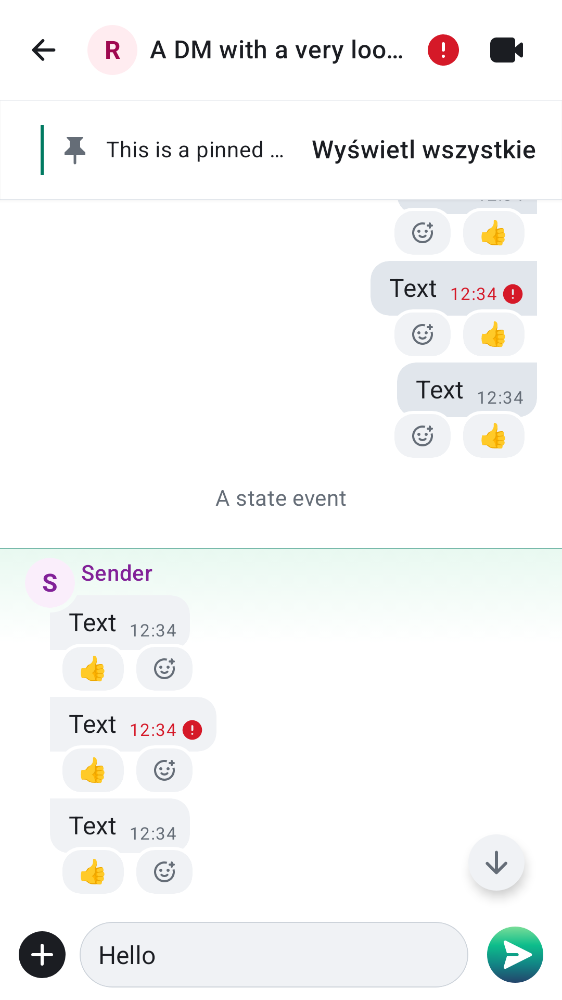 R A DM with a very loo...
This is a pinned ... Wyświetl wszystkie
Text 12:34
Text 12:34
A state event
S Sender
Text 12:34
Text 12:34
Text 12:34
Hello